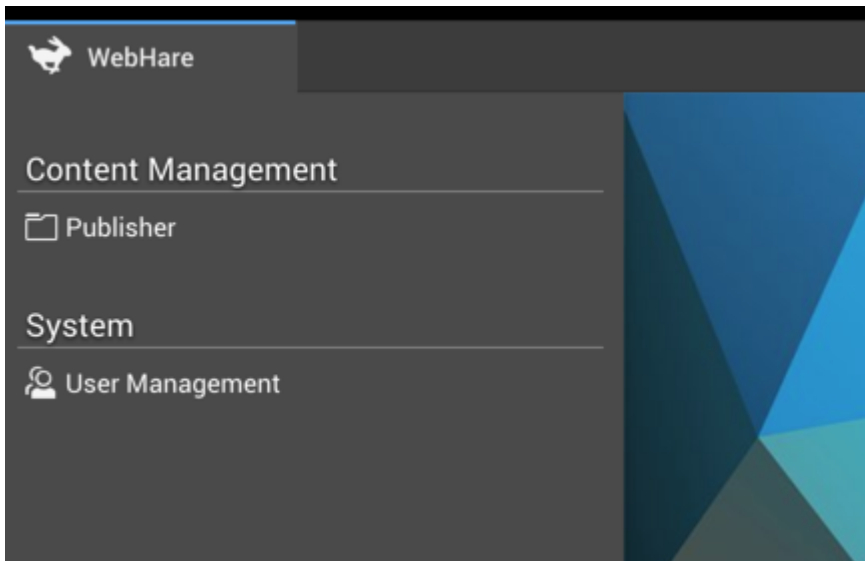 WebHare
Content Management
Publisher
System
User Management